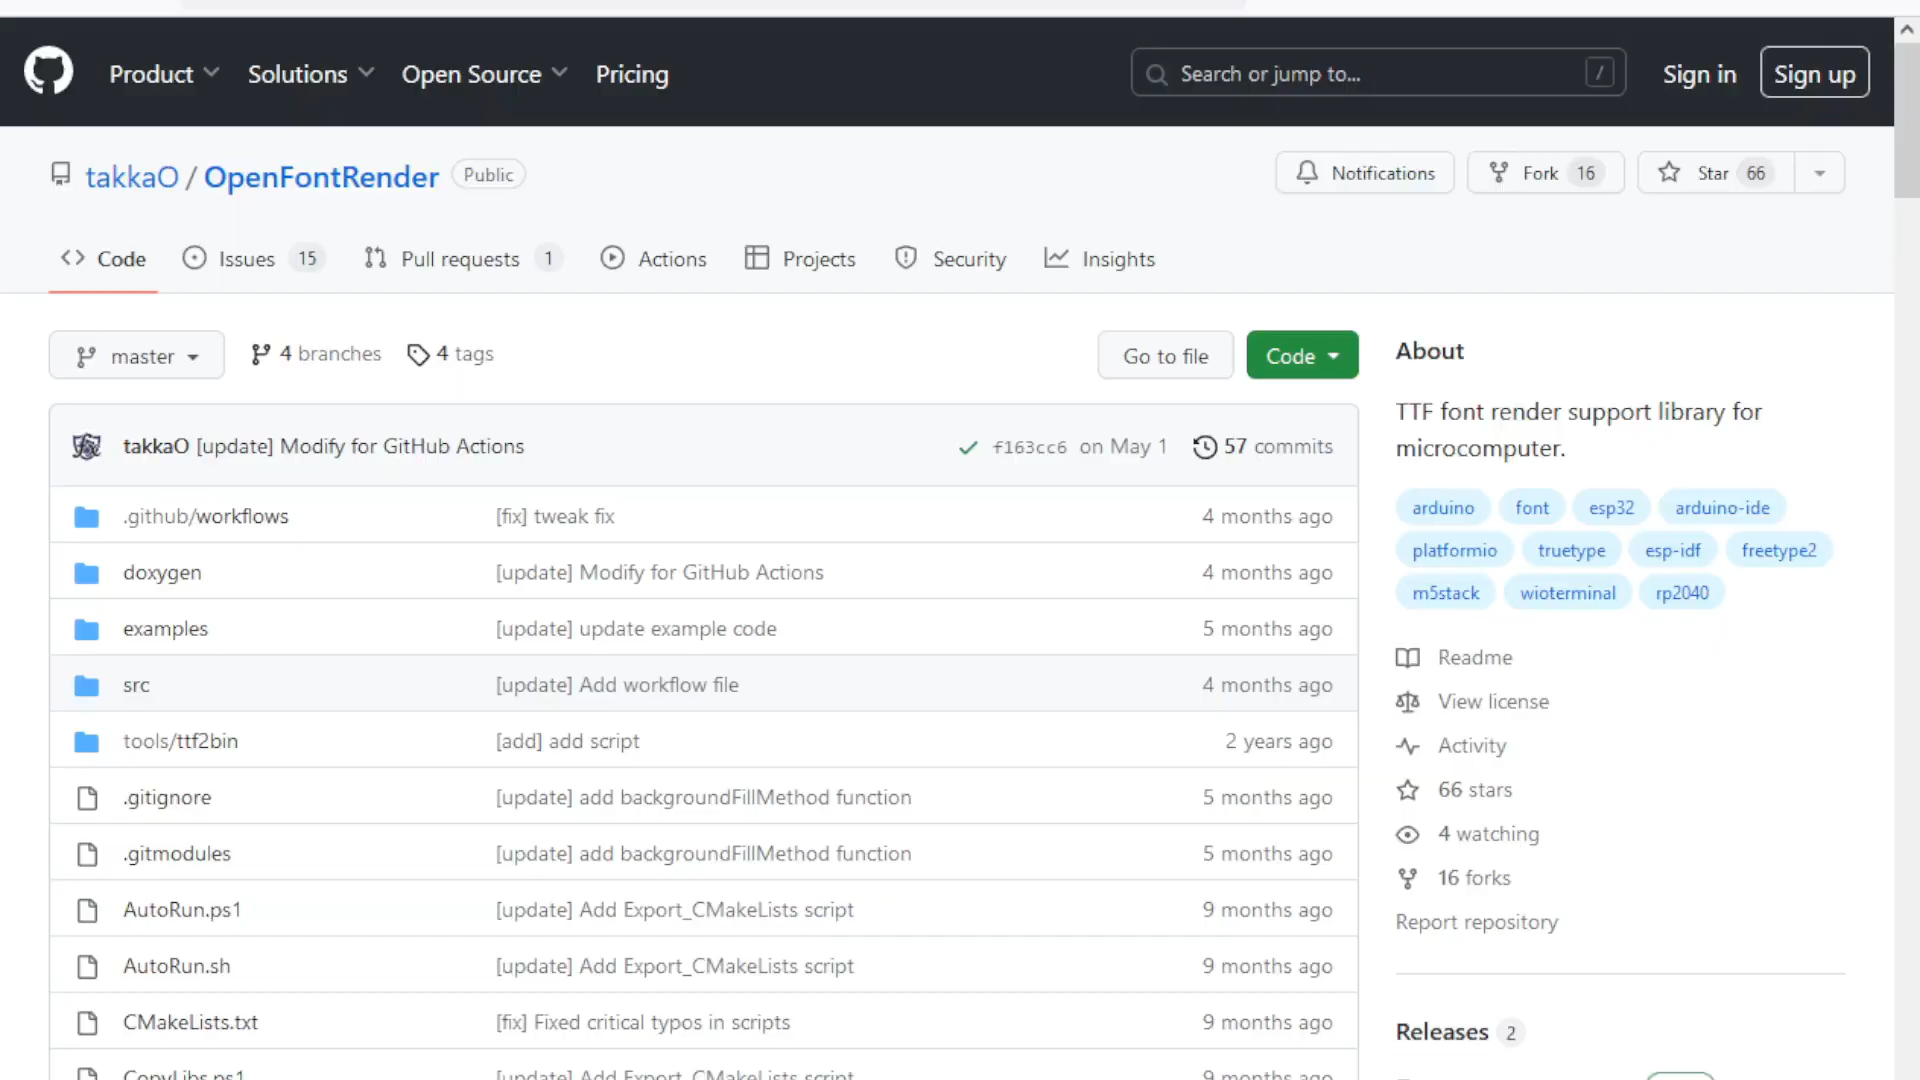 Product Solutions Open Source Pricing Search or jump to... / Sign in Sign up
takkaO / OpenFontRender Public Notifications Fork 16 Star 66
Code Issues 15 Pull requests 1 Actions Projects Security Insights
master 4 branches 4 tags Go to file Code
takkaO [update] Modify for GitHub Actions f163cc6 on May 1 57 commits
.github/workflows [fix] tweak fix 4 months ago
doxygen [update] Modify for GitHub Actions 4 months ago
examples [update] update example code 5 months ago
src [update] Add workflow file 4 months ago
tools/ttf2bin [add] add script 2 years ago
.gitignore [update] add backgroundFillMethod function 5 months ago
.gitmodules [update] add backgroundFillMethod function 5 months ago
AutoRun.ps1 [update] Add Export_CMakeLists script 9 months ago
AutoRun.sh [update] Add Export_CMakeLists script 9 months ago
CMakeLists.txt [fix] Fixed critical typos in scripts 9 months ago
CopyLibs.ps1 [update] Add Export_CMakeLists script 9 months ago
About
TTF font render support library for
microcomputer.
arduino font esp32 arduino-ide
platformio truetype esp-idf freetype2
m5stack wioterminal rp2040
Readme
View license
Activity
66 stars
4 watching
16 forks
Report repository
Releases 2